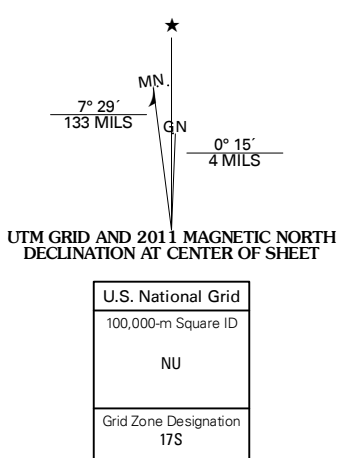 ★
MN.
7° 29´
133 MILS
GN
0° 15´
4 MILS
UTM GRID AND 2011 MAGNETIC NORTH
DECLINATION AT CENTER OF SHEET
U.S. National Grid
100,000-m Square ID
NU
Grid Zone Designation
17S